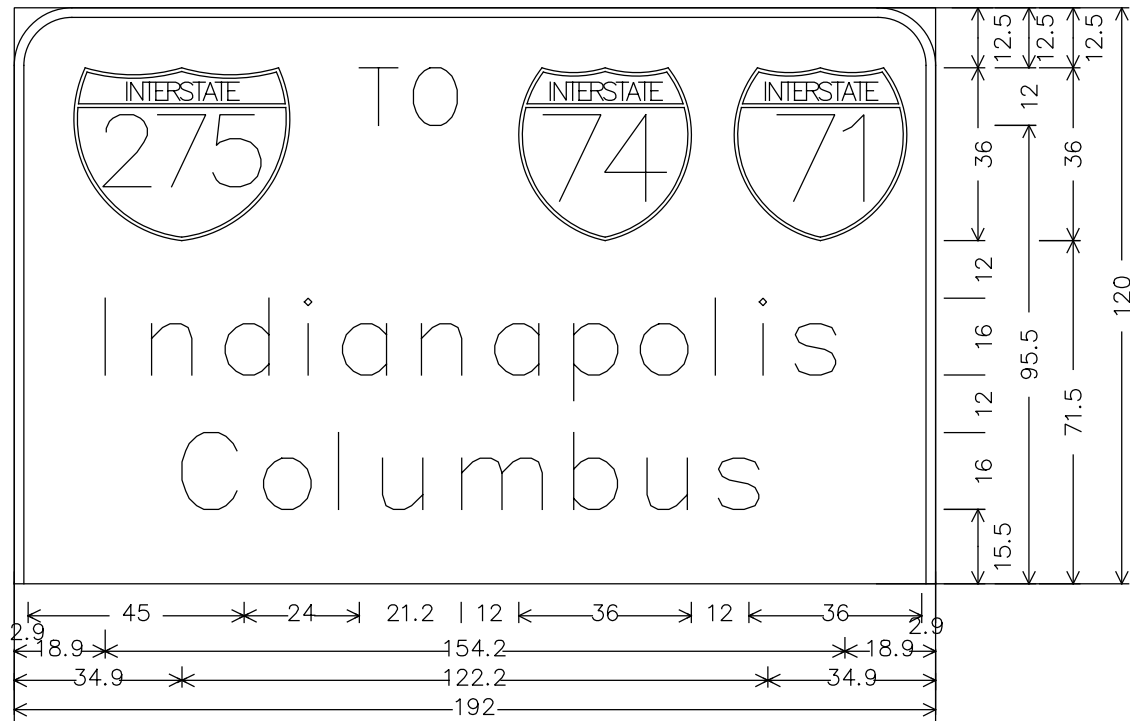 12.5 12.5 12.5
INTERSTATE TO INTERSTATE INTERSTATE
275 74 71
12
36 36
12
120
Indianapolis
16
95.5
12
71.5
Columbus
16
15.5
45 24 21.2 12 36 12 36
2.9 2.9
18.9 154.2 18.9
34.9 122.2 34.9
192